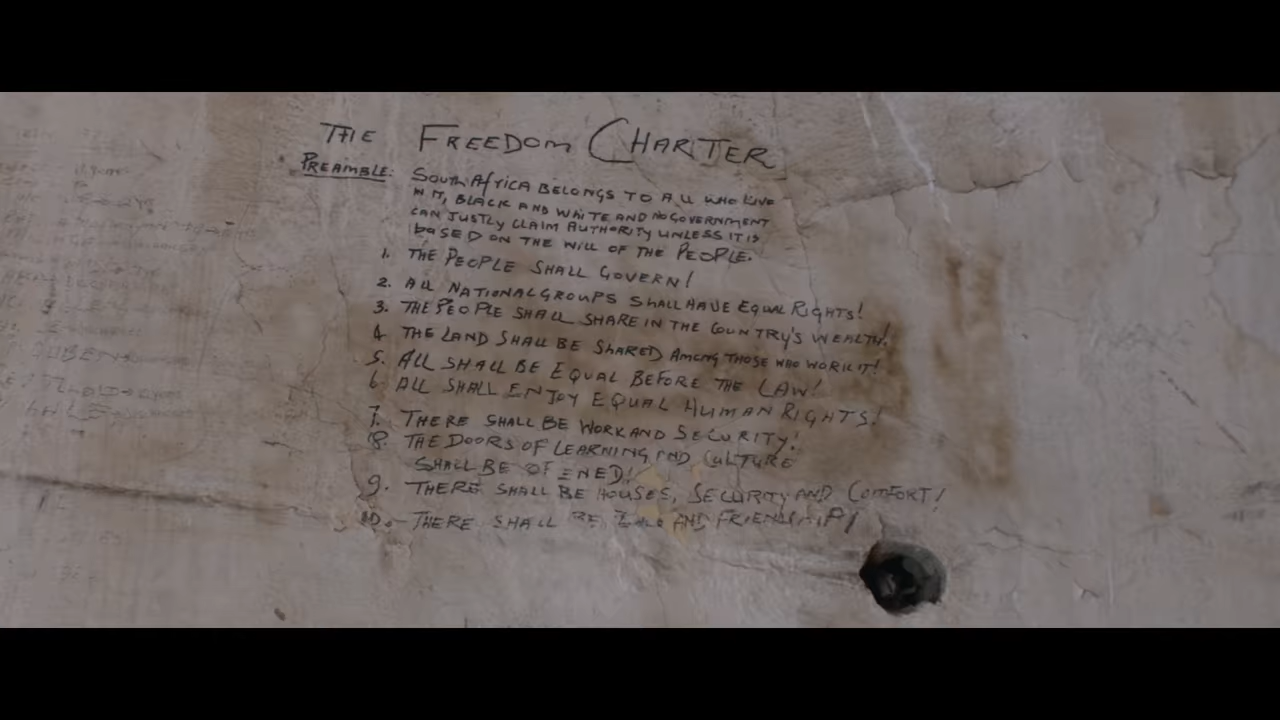 THE FREEDOM CHARTER
PREAMBLE: SOUTH AFRICA BELONGS TO ALL WHO LIVE
IN IT, BLACK AND WHITE AND NO GOVERNMENT
CAN JUSTLY CLAIM AUTHORITY UNLESS IT IS
BASED ON THE WILL OF THE PEOPLE.
1. THE PEOPLE SHALL GOVERN!
2. ALL NATIONAL GROUPS SHALL HAVE EQUAL RIGHTS!
3. THE PEOPLE SHALL SHARE IN THE COUNTRY'S WEALTH!
4 THE LAND SHALL BE SHARED AMONG THOSE WHO WORK IT!
5. ALL SHALL BE EQUAL BEFORE THE LAW!
6. ALL SHALL ENJOY EQUAL HUMAN RIGHTS!
7. THERE SHALL BE WORK AND SECURITY!
8. THE DOORS OF LEARNING AND CULTURE
SHALL BE OPENED!
9. THERE SHALL BE HOUSES, SECURITY AND COMFORT!
10. THERE SHALL BE AND FRIENDSHIP!